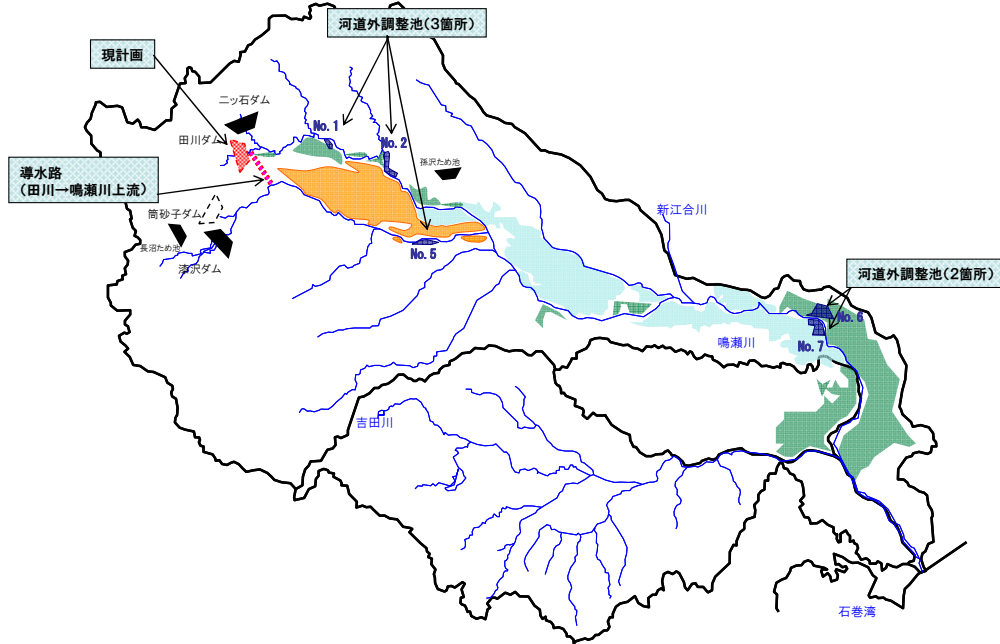 河道外調整池(3箇所)
現計画
二ッ石ダム
田川ダム
No.1
No.2
孫沢ため池
導水路
(田川→鳴瀬川上流)
筒砂子ダム
長沼ため池
漆沢ダム
No.5
新江合川
河道外調整池(2箇所)
No.6
No.7
鳴瀬川
吉田川
石巻湾